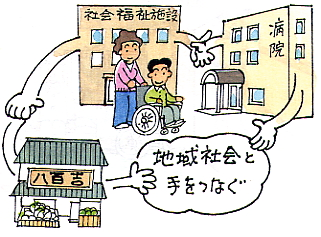 社会福祉施設
病院
八百吉
地域社会と
手をつなぐ